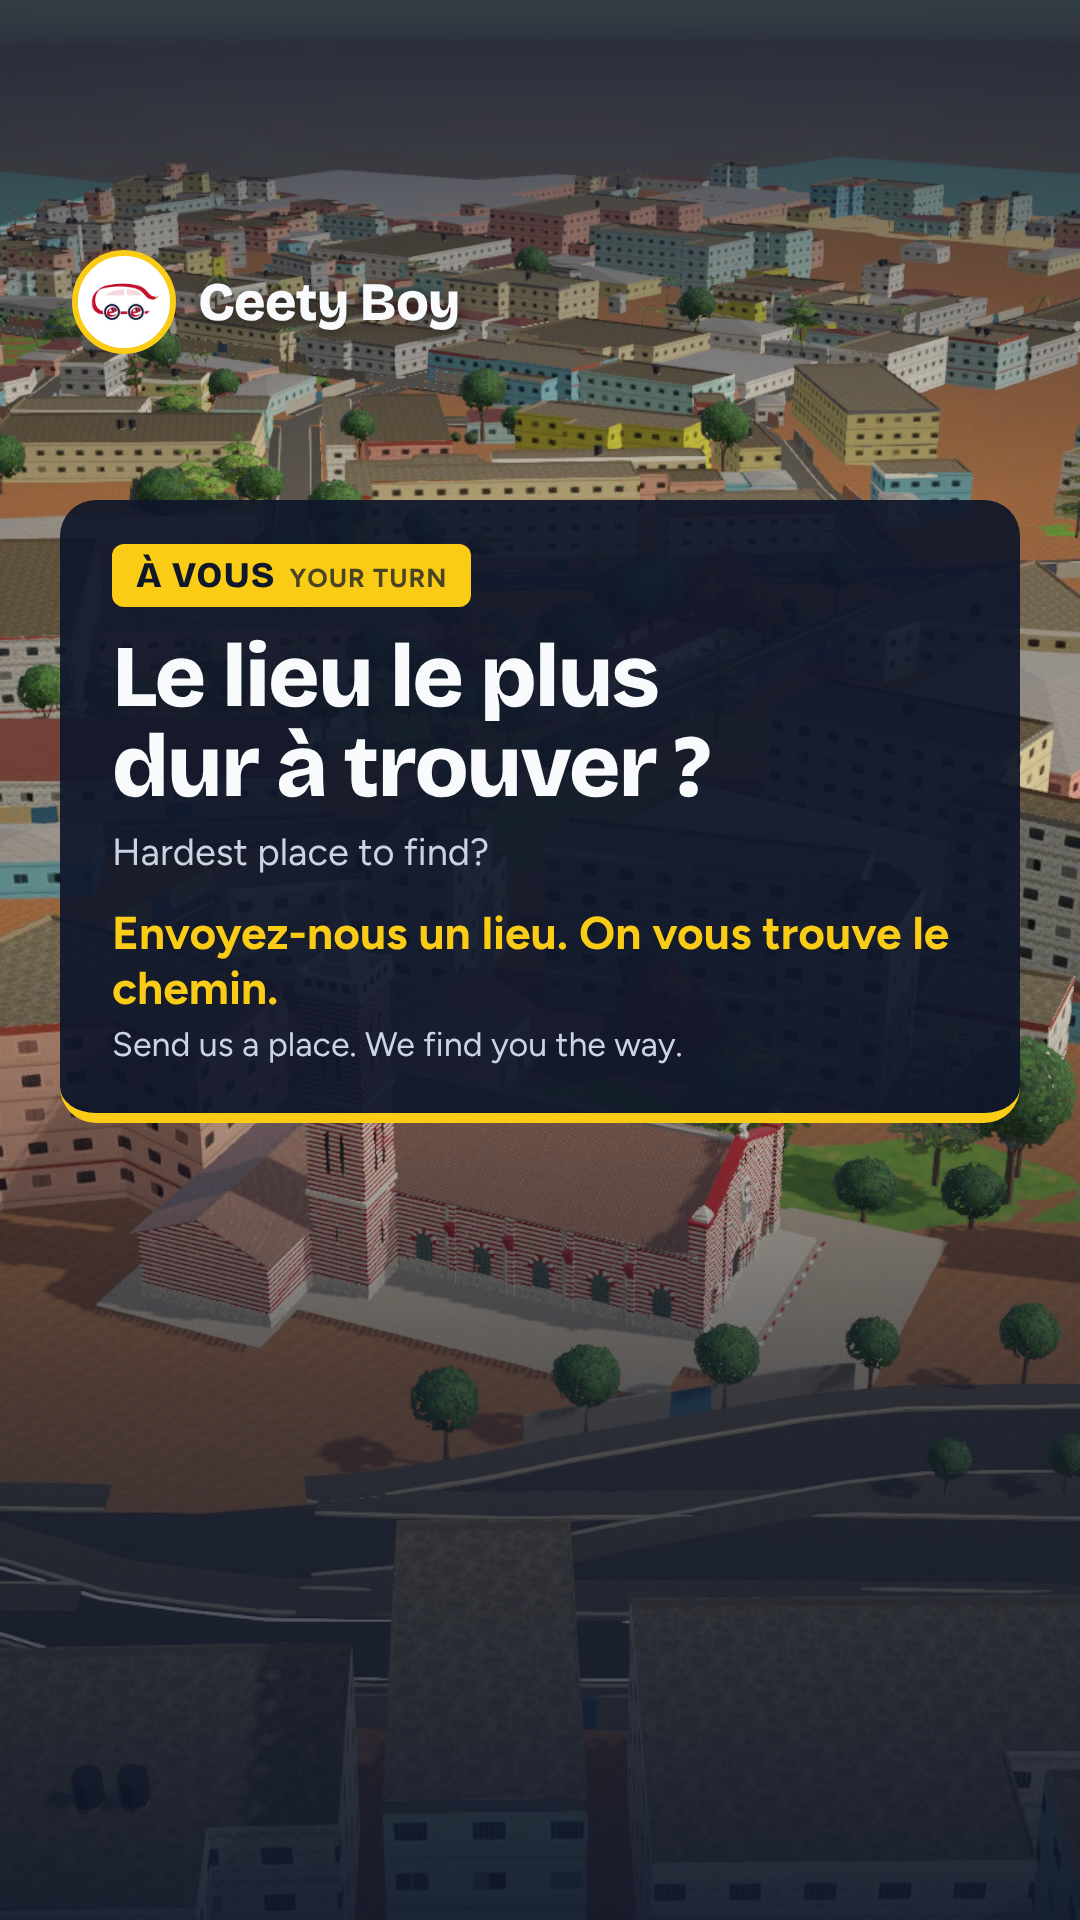 Ceety Boy
À VOUS YOUR TURN
Le lieu le plus
dur à trouver ?
Hardest place to find?
Envoyez-nous un lieu. On vous trouve le
chemin.
Send us a place. We find you the way.